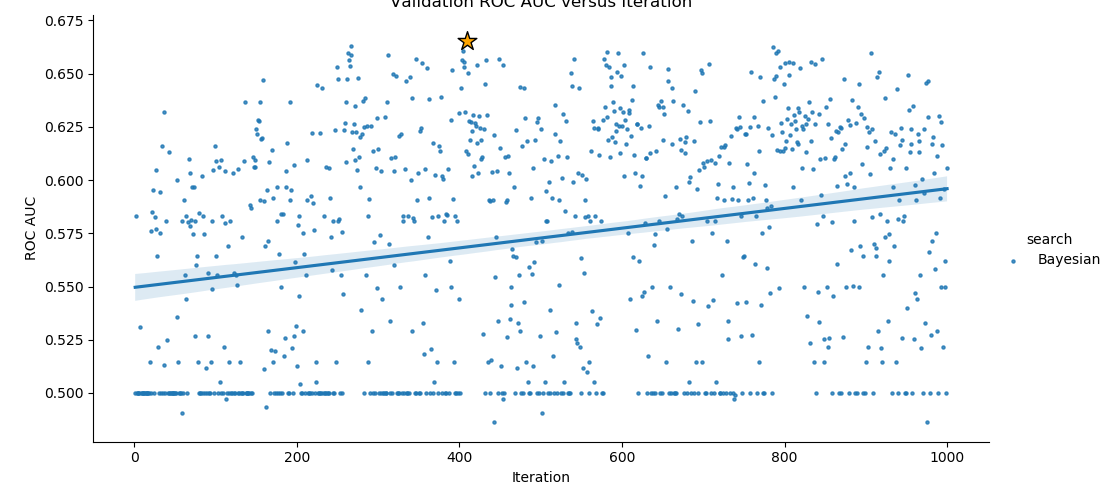 Validation ROC AUC versus Iteration
0.675
0.650
0.625
0.600
0.575
0.550
0.525
0.500
ROC AUC
0 200 400 600 800 1000
Iteration
search
Bayesian